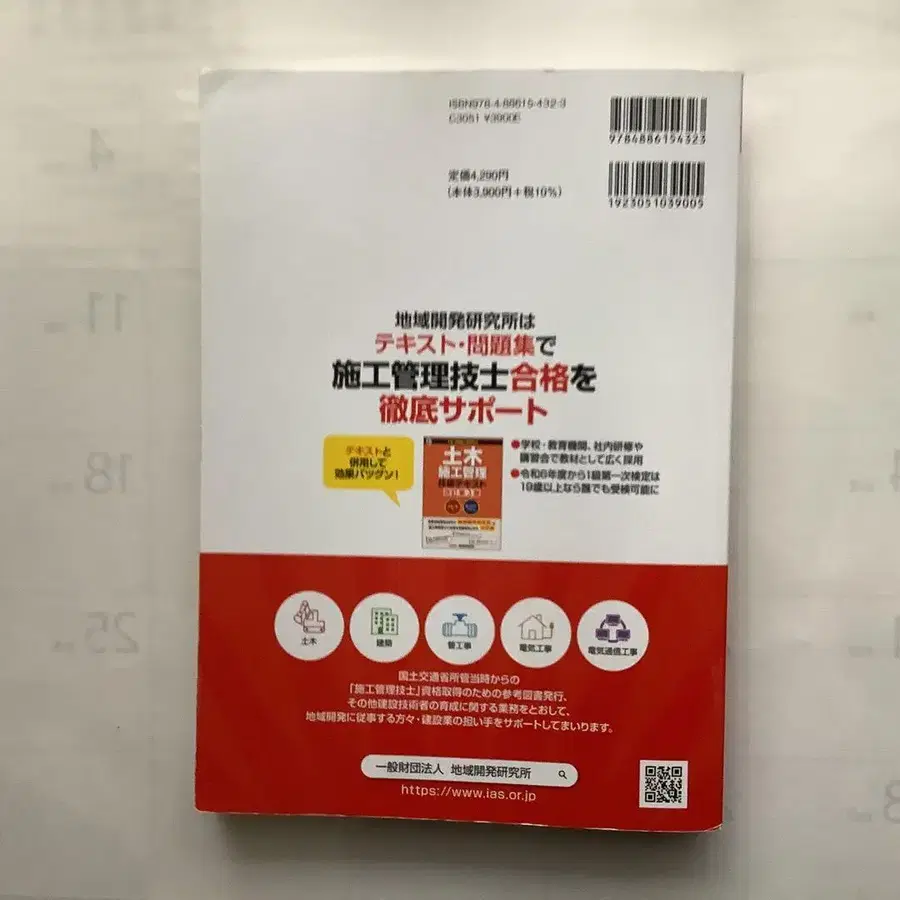 ISBN978-4-88615-432-3
C3051 ¥3900E
9784886154323
定価4,290円
(本体3,900円+税10%)
1923051039005
地域開発研究所は
テキスト・問題集で
施工管理技士合格を
徹底サポート
テキストと
併用して
効果バツグン!
土木
施工管理
技術テキスト
●学校・教育機関、社内研修や
講習会で教材として広く採用
●令和6年度から1級第一次検定は
19歳以上なら誰でも受検可能に
土木
建築
管工事
電気工事
電気通信工事
国土交通省所管当時からの
「施工管理技士」資格取得のための参考図書発行、
その他建設技術者の育成に関する業務をとおして、
地域開発に従事する方々・建設業の担い手をサポートしてまいります。
一般財団法人 地域開発研究所
https://www.ias.or.jp
4
11
18
25